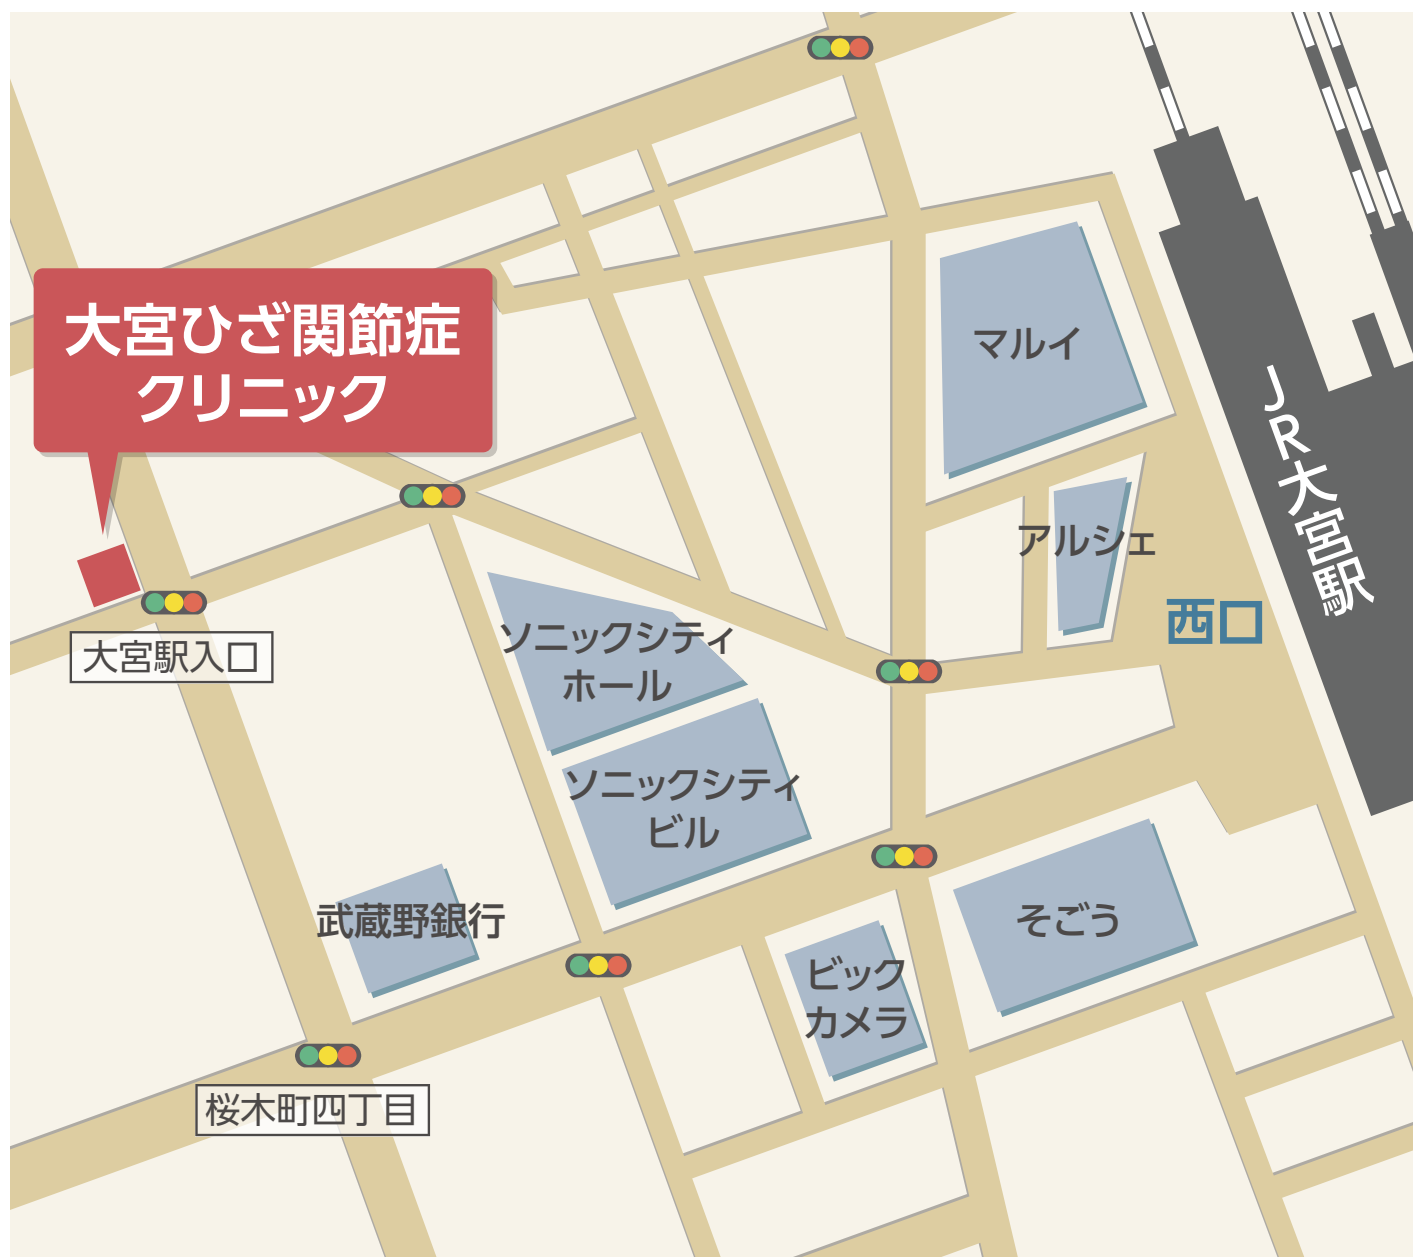 大宮ひざ関節症
クリニック
マルイ
JR大宮駅
アルシェ
西口
大宮駅入口
ソニックシティ
ホール
ソニックシティ
ビル
武蔵野銀行
そごう
ビック
カメラ
桜木町四丁目